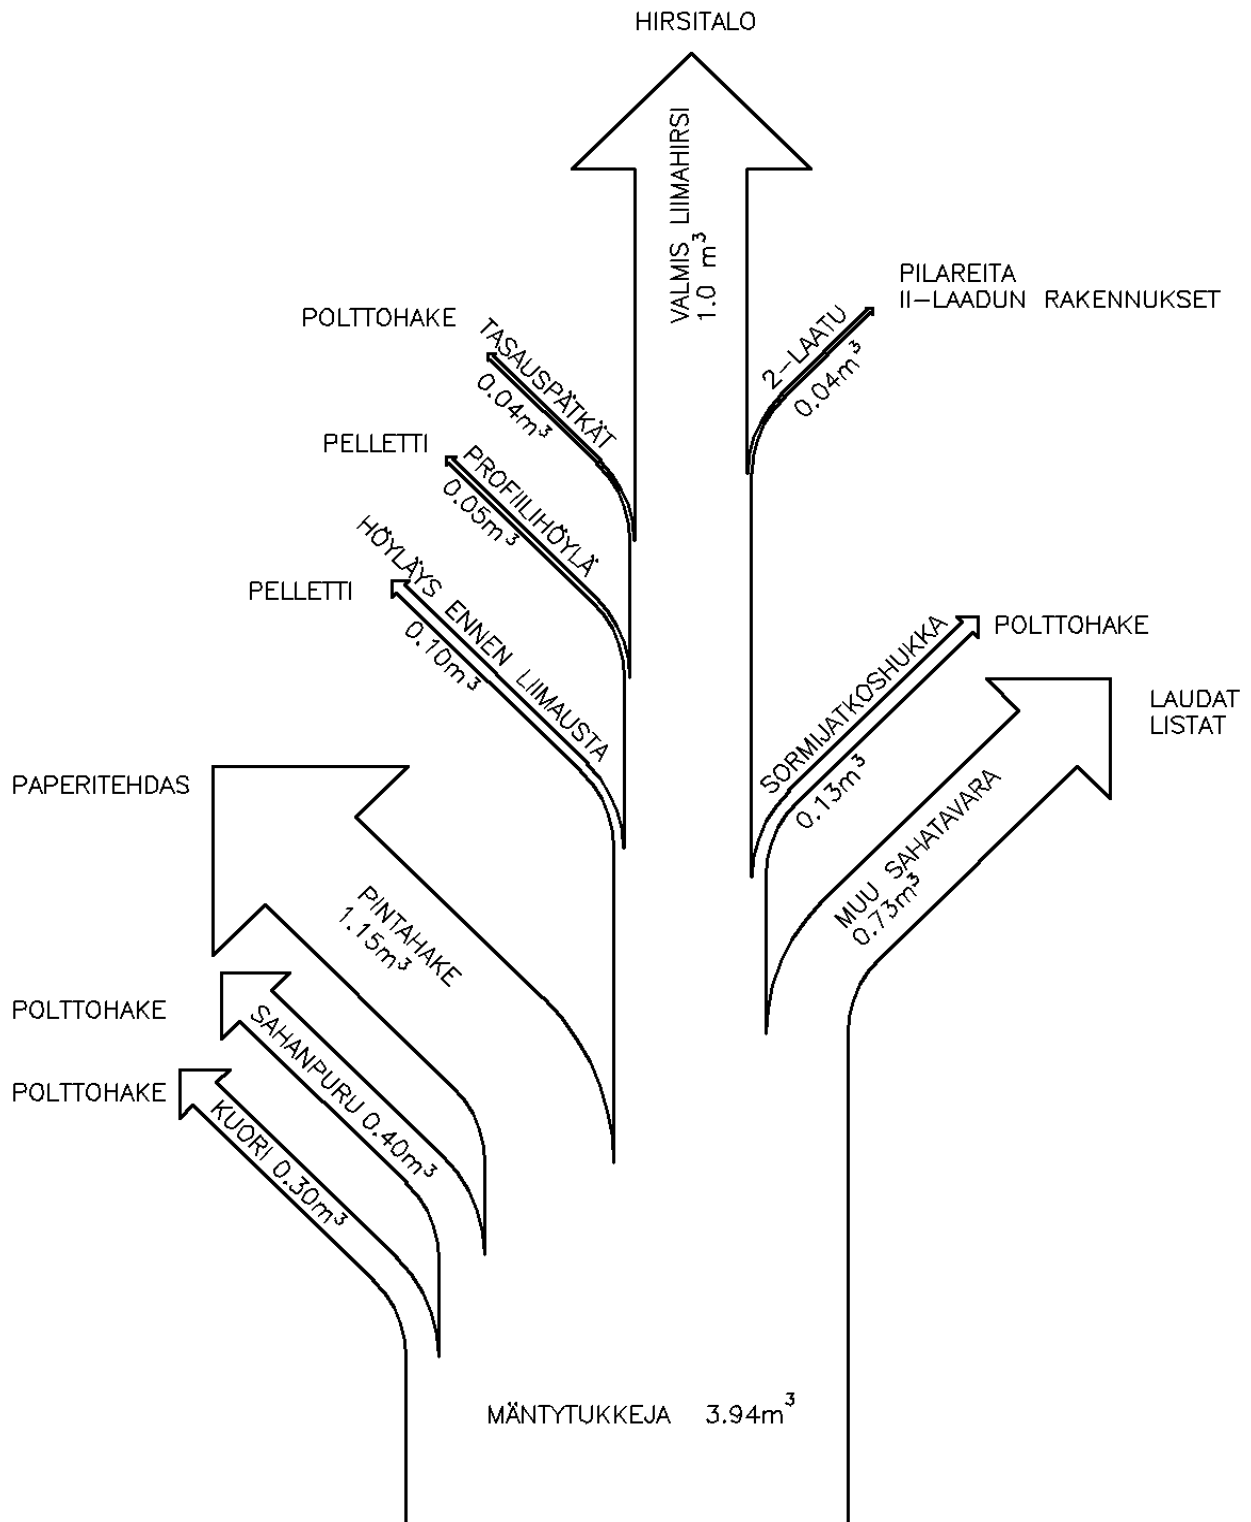 HIRSITALO
VALMIS LIIMAHIRSI
1.0 m³
PILAREITA
II-LAADUN RAKENNUKSET
2-LAATU
0.04m³
POLTTOHAKE
TASAUSPÄTKÄT
0.04m³
PELLETTI
PROFIILIHÖYLÄ
0.05m³
PELLETTI
HÖYLÄYS ENNEN LIIMAUSTA
0.10m³
POLTTOHAKE
SORMIJATKOSHUKKA
0.13m³
LAUDAT
LISTAT
MUU SAHATAVARA
0.73m³
PAPERITEHDAS
PINTAHAKE
1.15m³
POLTTOHAKE
SAHANPURU 0.40m³
POLTTOHAKE
KUORI 0.30m³
MÄNTYTUKKEJA 3.94m³